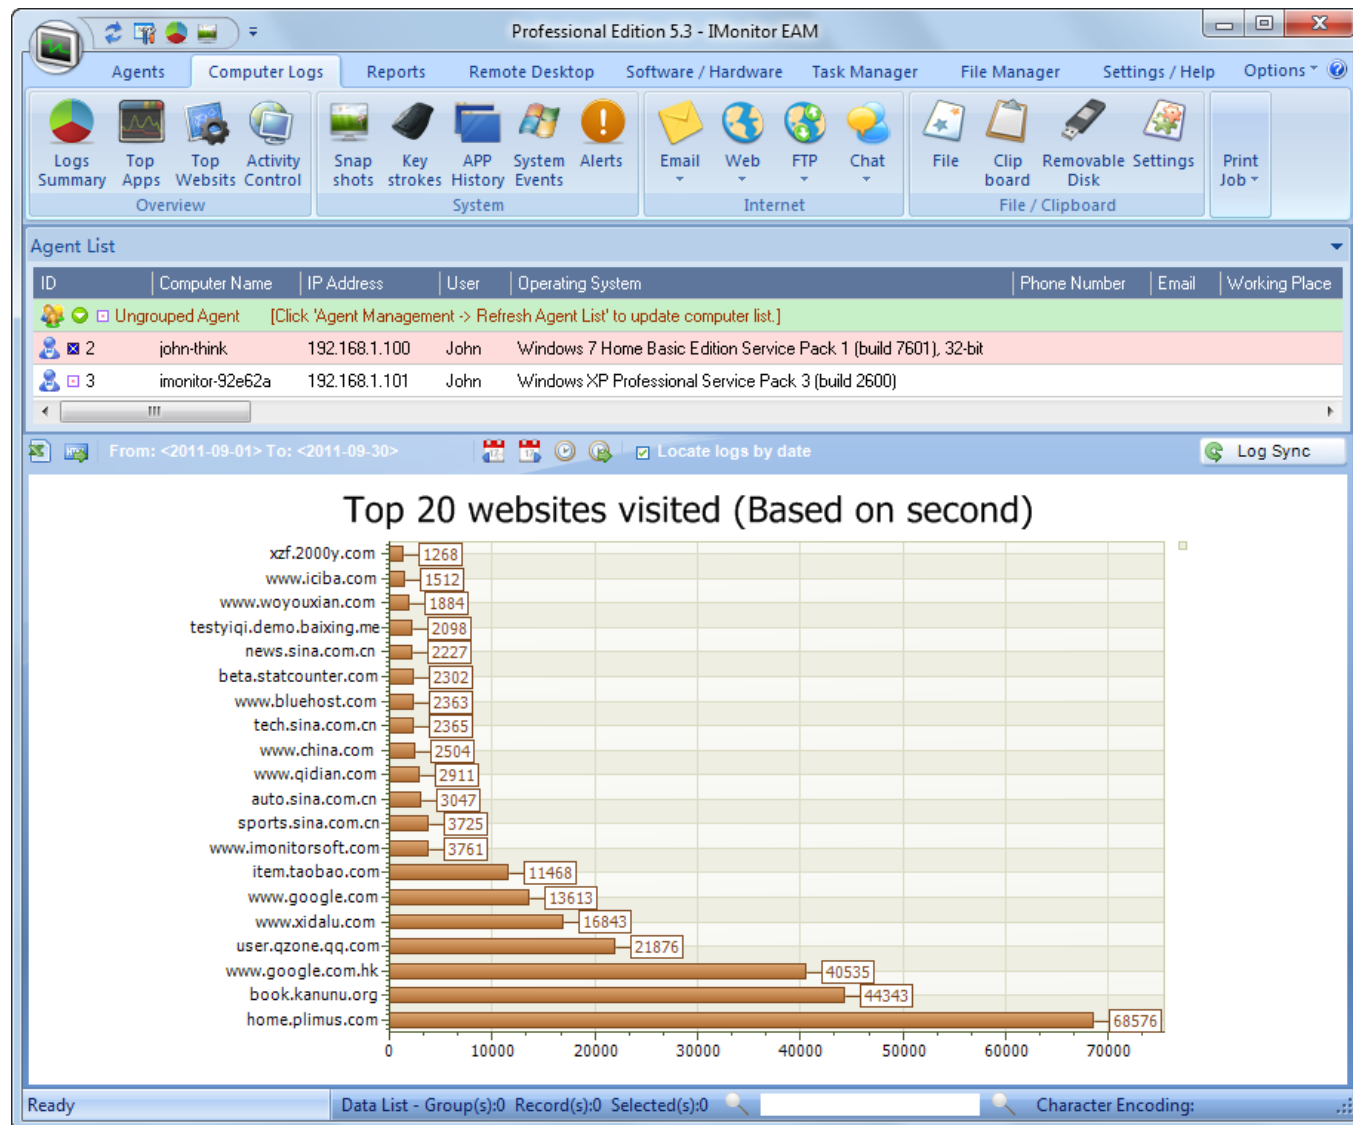 Professional Edition 5.3 - IMonitor EAM
Agents Computer Logs Reports Remote Desktop Software / Hardware Task Manager File Manager Settings / Help Options
Logs Summary Top Apps Top Websits Activity Control Snap shots Key strokes APP History System Events Alerts Email Web FTP Chat File Clip board Removable Disk Settings Print Job
Overview System Internet File / Clipboard
Agent List
ID Computer Name IP Address User Operating System Phone Number Email Working Place
Ungrouped Agent [Click 'Agent Management -> Refresh Agent List' to update computer list.]
2 john-think 192.168.1.100 John Windows 7 Home Basic Edition Service Pack 1 (build 7601), 32-bit
3 imonitor-92e62a 192.168.1.101 John Windows XP Professional Service Pack 3 (build 2600)
From: <2011-09-01> To: <2011-09-30> Locate logs by date Log Sync
Top 20 websites visited (Based on second)
xzf.2000y.com 1268
www.iciba.com 1512
www.woyouxian.com 1884
testyiqi.demo.baixing.me 2098
news.sina.com.cn 2227
beta.statcounter.com 2302
www.bluehost.com 2363
tech.sina.com.cn 2365
www.china.com 2504
www.qidian.com 2911
auto.sina.com.cn 3047
sports.sina.com.cn 3725
www.imonitorsoft.com 3761
item.taobao.com 11468
www.google.com 13613
www.xidalu.com 16843
user.qzone.qq.com 21876
www.google.com.hk 40535
book.kanunu.org 44343
home.plimus.com 68576
0 10000 20000 30000 40000 50000 60000 70000
Ready Data List - Group(s):0 Record(s):0 Selected(s):0 Character Encoding: